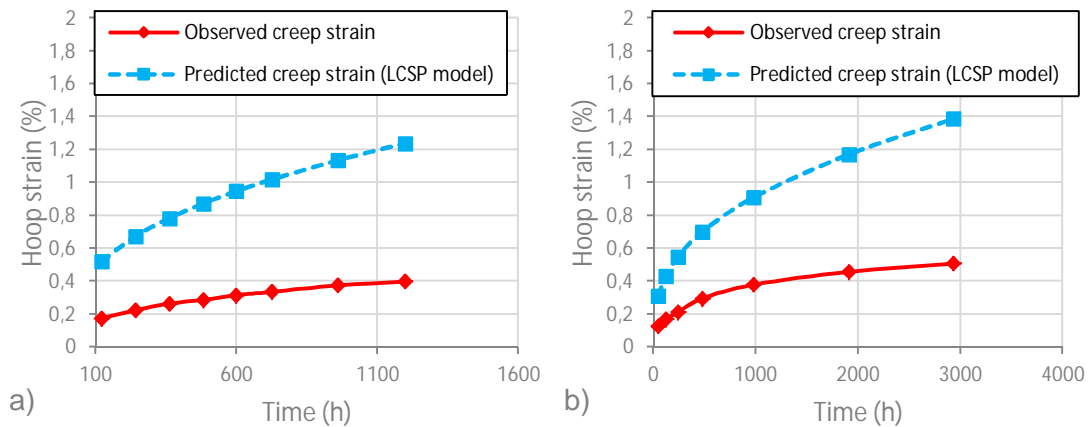 2
1,8
1,6
1,4
1,2
1
0,8
0,6
0,4
0,2
0
Hoop strain (%)
Observed creep strain
Predicted creep strain (LCSP model)
100 600 1100 1600
Time (h)
a)
2
1,8
1,6
1,4
1,2
1
0,8
0,6
0,4
0,2
0
Hoop strain (%)
Observed creep strain
Predicted creep strain (LCSP model)
0 1000 2000 3000 4000
Time (h)
b)